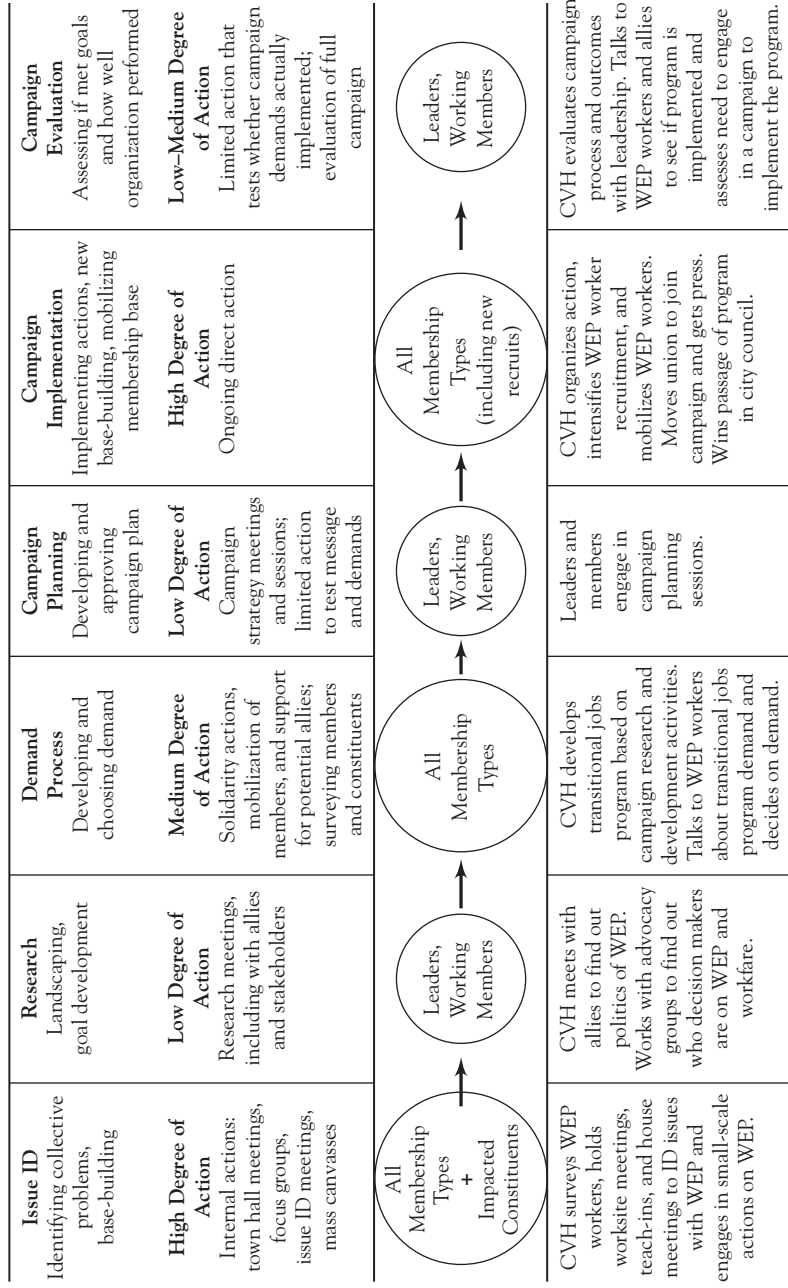 Issue ID
Identifying collective
problems,
base-building
High Degree of
Action
Internal actions:
town hall meetings,
focus groups,
issue ID meetings,
mass canvasses
All
Membership
Types
+
Impacted
Constituents
CVH surveys WEP
workers, holds
worksite meetings,
teach-ins, and house
meetings to ID issues
with WEP and
engages in small-scale
actions on WEP.
Research
Landscaping,
goal development
Low Degree of
Action
Research meetings,
including with allies
and stakeholders
Leaders,
Working
Members
CVH meets with
allies to find out
politics of WEP.
Works with advocacy
groups to find out
who decision makers
are on WEP and
workfare.
Demand
Process
Developing and
choosing demand
Medium Degree
of Action
Solidarity actions,
mobilization of
members, and support
for potential allies;
surveying members
and constituents
All
Membership
Types
CVH develops
transitional jobs
program based on
campaign research and
development activities.
Talks to WEP workers
about transitional jobs
program demand and
decides on demand.
Campaign
Planning
Developing and
approving
campaign plan
Low Degree of
Action
Campaign
strategy meetings
and sessions;
limited action
to test message
and demands
Leaders,
Working
Members
Leaders and
members
engage in
campaign
planning
sessions.
Campaign
Implementation
Implementing actions, new
base-building, mobilizing
membership base
High Degree of
Action
Ongoing direct action
All
Membership
Types
(including new
recruits)
CVH organizes action,
intensifies WEP worker
recruitment, and
mobilizes WEP workers.
Moves union to join
campaign and gets press.
Wins passage of program
in city council.
Campaign
Evaluation
Assessing if met goals
and how well
organization performed
Low–Medium Degree
of Action
Limited action that
tests whether campaign
demands actually
implemented;
evaluation of full
campaign
Leaders,
Working
Members
CVH evaluates campaign
process and outcomes
with leadership. Talks to
WEP workers and allies
to see if program is
implemented and
assesses need to engage
in a campaign to
implement the program.